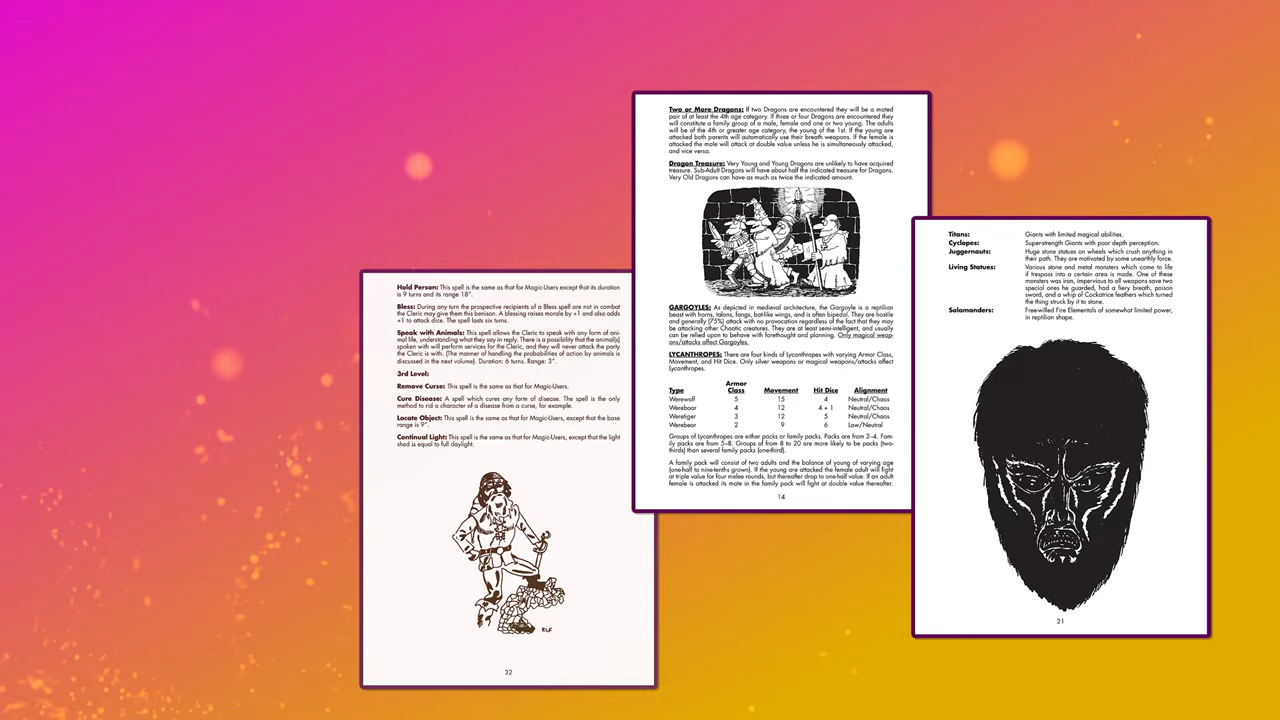 Hold Person: This spell is the same as that for Magic-Users except that its duration
is 9 turns and its range 18".
Bless: During any turn the prospective recipients of a Bless spell are not in combat
the Cleric may give them this benison. A blessing raises morale by +1 and also adds
+1 to attack dice. The spell lasts six turns.
Speak with Animals: This spell allows the Cleric to speak with any form of ani-
mal life, understanding what they say in reply. There is a possibility that the animal(s)
spoken with will perform services for the Cleric, and they will never attack the party
the Cleric is with. (The manner of handling the probabilities of action by animals is
discussed in the next volume). Duration: 6 turns. Range: 3".
3rd Level:
Remove Curse: This spell is the same as that for Magic-Users.
Cure Disease: A spell which cures any form of disease. The spell is the only
method to rid a character of a disease from a curse, for example.
Locate Object: This spell is the same as that for Magic-Users, except that the base
range is 9".
Continual Light: This spell is the same as that for Magic-Users, except that the light
shed is equal to full daylight.
ELF
32
Two or More Dragons: If two Dragons are encountered they will be a mated
pair of at least the 4th age category. If three or four Dragons are encountered they
will constitute a family group of a male, female and one or two young. The adults
will be of the 4th or greater age category, the young of the 1st. If the young are
attacked both parents will automatically use their breath weapons. If the female is
attacked the male will attack at double value unless he is simultaneously attacked,
and vice versa.
Dragon Treasure: Very Young and Young Dragons are unlikely to have acquired
treasure. Sub-Adult Dragons will have about half the indicated treasure for Dragons.
Very Old Dragons can have as much as twice the indicated amount.
GARGOYLES: As depicted in medieval architecture, the Gargoyle is a reptilian
beast with horns, talons, fangs, bat-like wings, and is often bipedal. They are hostile
and generally (75%) attack with no provocation regardless of the fact that they may
be attacking other Chaotic creatures. They are at least semi-intelligent, and usually
can be relied upon to behave with forethought and planning. Only magical weap-
ons/attacks affect Gargoyles.
LYCANTHROPES: There are four kinds of Lycanthropes with varying Armor Class,
Movement, and Hit Dice. Only silver weapons or magical weapons/attacks affect
Lycanthropes.
Type Armor Class Movement Hit Dice Alignment
Werewolf 5 15 4 Neutral/Chaos
Wereboar 4 12 4 + 1 Neutral/Chaos
Weretiger 3 12 5 Neutral/Chaos
Werebear 2 9 6 Law/Neutral
Groups of lycanthropes are either packs or family packs. Packs are from 2–4. Fam-
ily packs are from 5–8. Groups of from 8 to 20 are more likely to be packs (two-
thirds) than several family packs (one-third).
A family pack will consist of two adults and the balance of young of varying age
(one-half to nine-tenths grown). If the young are attacked the female adult will fight
at triple value for four melee rounds, but thereafter drop to one-half value. If an adult
female is attacked its mate in the family pack will fight at double value thereafter.
14
Titans: Giants with limited magical abilities.
Cyclopes: Super-strength Giants with poor depth perception.
Juggernauts: Huge stone statues on wheels which crush anything in
their path. They are motivated by some unearthly force.
Living Statues: Various stone and metal monsters which come to life
if trespass into a certain area is made. One of these
monsters was iron, impervious to all weapons save two
special ones he guarded, had a fiery breath, poison
sword, and a whip of Cockatrice feathers which turned
the thing struck by it to stone.
Salamanders: Free-willed Fire Elementals of somewhat limited power,
in reptilian shape.
21